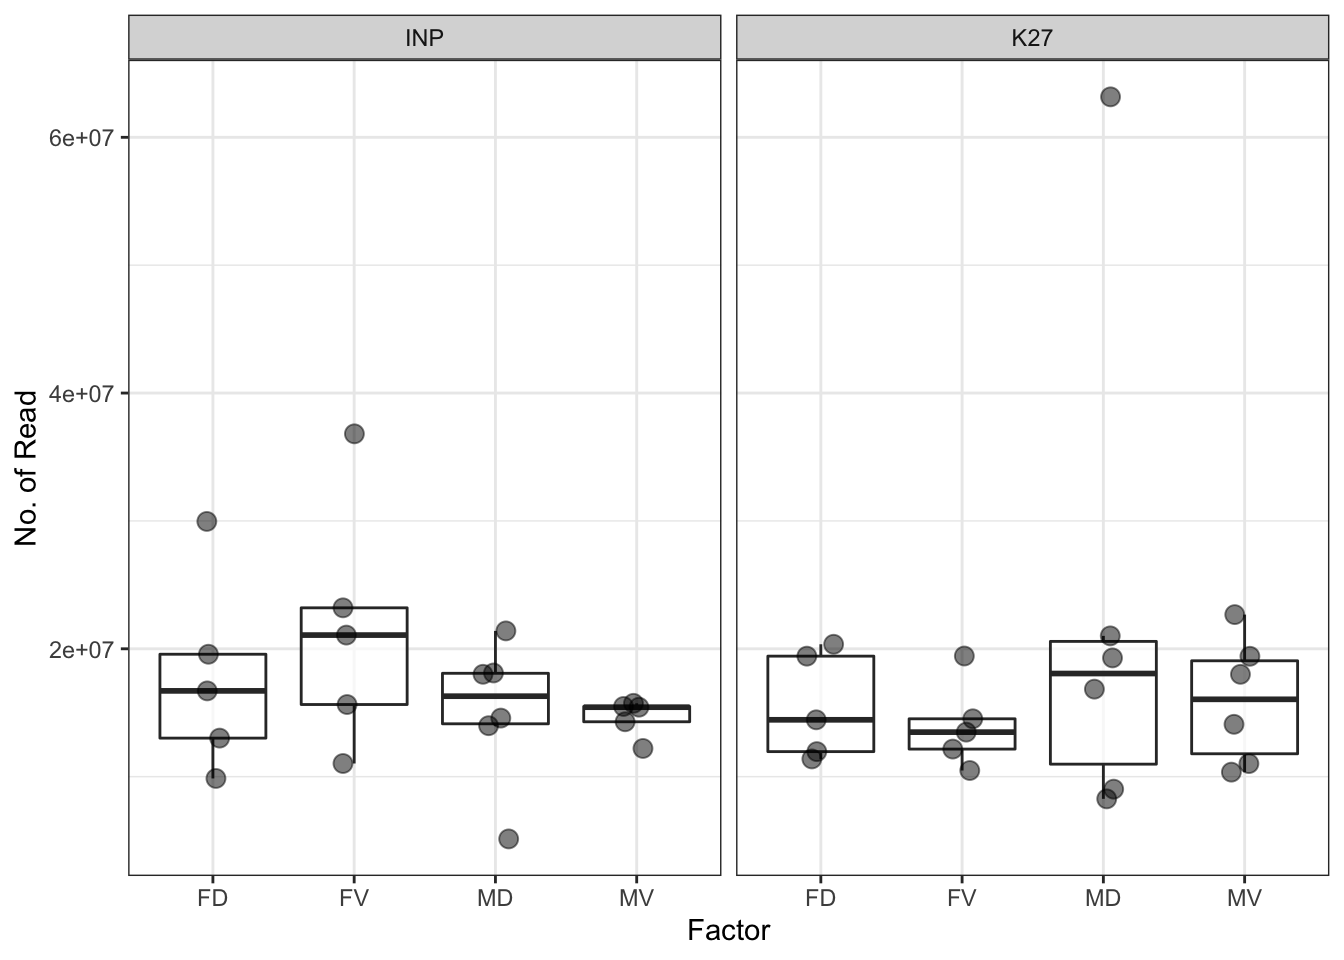 INP
K27
6e+07
4e+07
2e+07
No. of Read
FD
FV
MD
MV
FD
FV
MD
MV
Factor